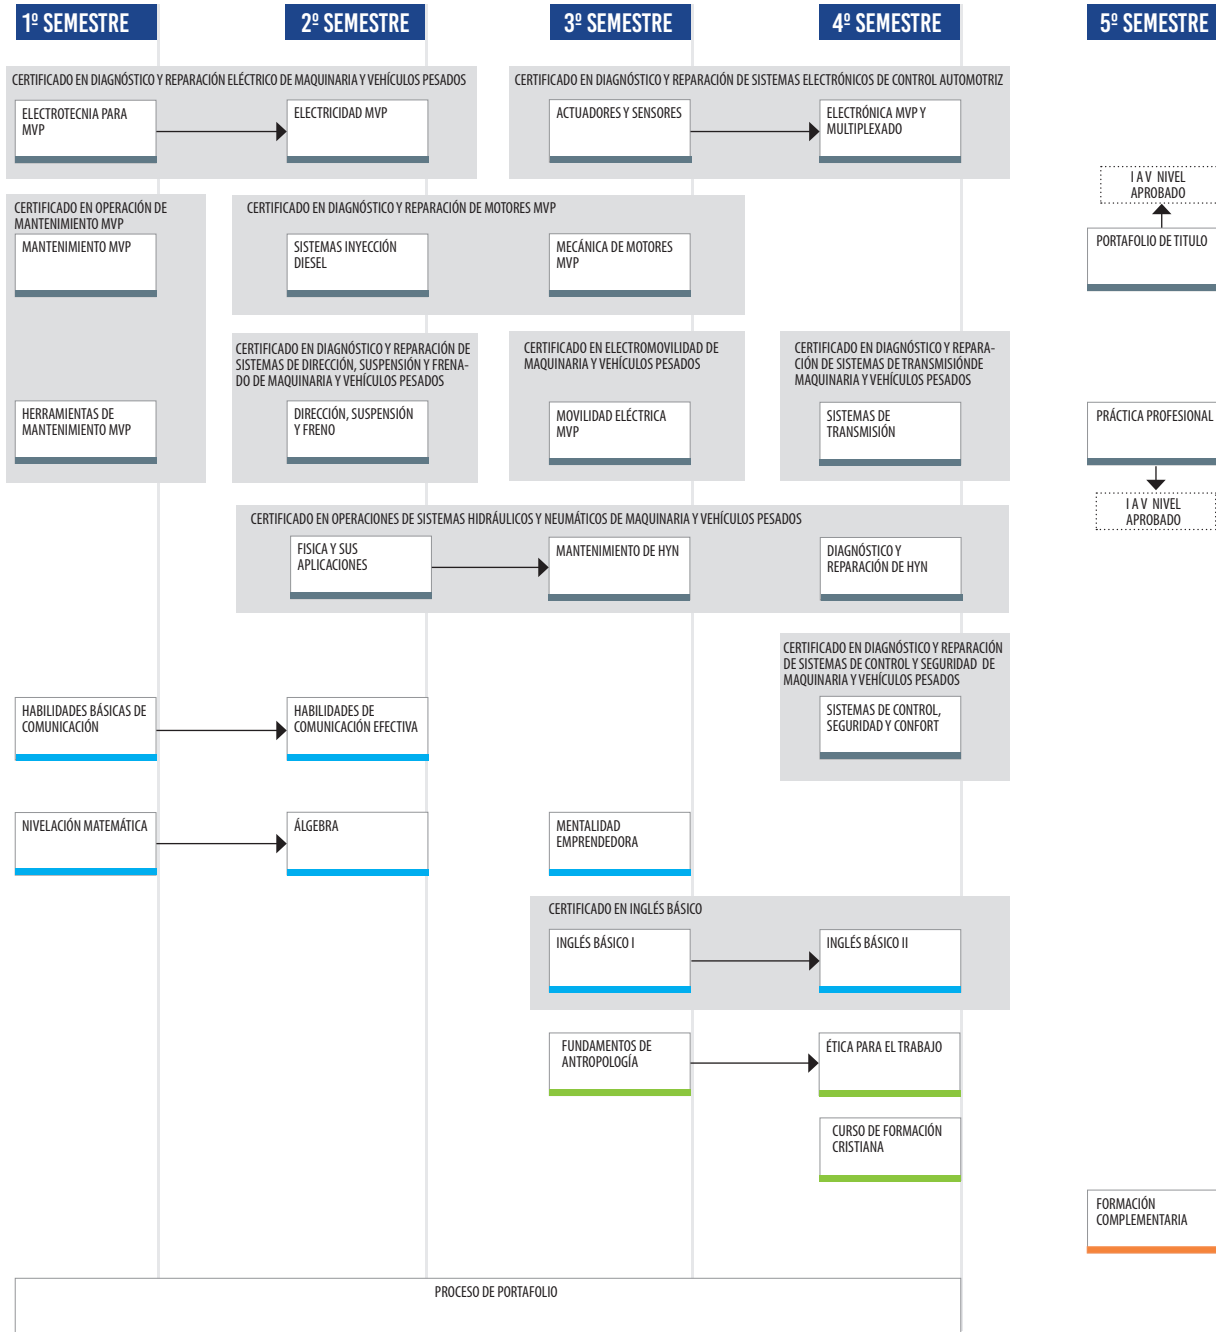 1º SEMESTRE
2º SEMESTRE
3º SEMESTRE
4º SEMESTRE
5º SEMESTRE
CERTIFICADO EN DIAGNÓSTICO Y REPARACIÓN ELÉCTRICO DE MAQUINARIA Y VEHÍCULOS PESADOS
ELECTROTECNIA PARA
MVP
ELECTRICIDAD MVP
CERTIFICADO EN DIAGNÓSTICO Y REPARACIÓN DE SISTEMAS ELECTRÓNICOS DE CONTROL AUTOMOTRIZ
ACTUADORES Y SENSORES
ELECTRÓNICA MVP Y
MULTIPLEXADO
I A V NIVEL
APROBADO
PORTAFOLIO DE TITULO
CERTIFICADO EN OPERACIÓN DE
MANTENIMIENTO MVP
MANTENIMIENTO MVP
HERRAMIENTAS DE
MANTENIMIENTO MVP
CERTIFICADO EN DIAGNÓSTICO Y REPARACIÓN DE MOTORES MVP
SISTEMAS INYECCIÓN
DIESEL
MECÁNICA DE MOTORES
MVP
CERTIFICADO EN DIAGNÓSTICO Y REPARACIÓN DE
SISTEMAS DE DIRECCIÓN, SUSPENSIÓN Y FRENA-
DO DE MAQUINARIA Y VEHÍCULOS PESADOS
DIRECCIÓN, SUSPENSIÓN
Y FRENO
CERTIFICADO EN ELECTROMOVILIDAD DE
MAQUINARIA Y VEHÍCULOS PESADOS
MOVILIDAD ELÉCTRICA
MVP
CERTIFICADO EN DIAGNÓSTICO Y REPARA-
CIÓN DE SISTEMAS DE TRANSMISIÓNDE
MAQUINARIA Y VEHÍCULOS PESADOS
SISTEMAS DE
TRANSMISIÓN
PRÁCTICA PROFESIONAL
I A V NIVEL
APROBADO
CERTIFICADO EN OPERACIONES DE SISTEMAS HIDRÁULICOS Y NEUMÁTICOS DE MAQUINARIA Y VEHÍCULOS PESADOS
FISICA Y SUS
APLICACIONES
MANTENIMIENTO DE HYN
DIAGNÓSTICO Y
REPARACIÓN DE HYN
CERTIFICADO EN DIAGNÓSTICO Y REPARACIÓN
DE SISTEMAS DE CONTROL Y SEGURIDAD DE
MAQUINARIA Y VEHÍCULOS PESADOS
SISTEMAS DE CONTROL,
SEGURIDAD Y CONFORT
HABILIDADES BÁSICAS DE
COMUNICACIÓN
HABILIDADES DE
COMUNICACIÓN EFECTIVA
NIVELACIÓN MATEMÁTICA
ÁLGEBRA
MENTALIDAD
EMPRENDEDORA
CERTIFICADO EN INGLÉS BÁSICO
INGLÉS BÁSICO I
INGLÉS BÁSICO II
FUNDAMENTOS DE
ANTROPOLOGÍA
ÉTICA PARA EL TRABAJO
CURSO DE FORMACIÓN
CRISTIANA
FORMACIÓN
COMPLEMENTARIA
PROCESO DE PORTAFOLIO